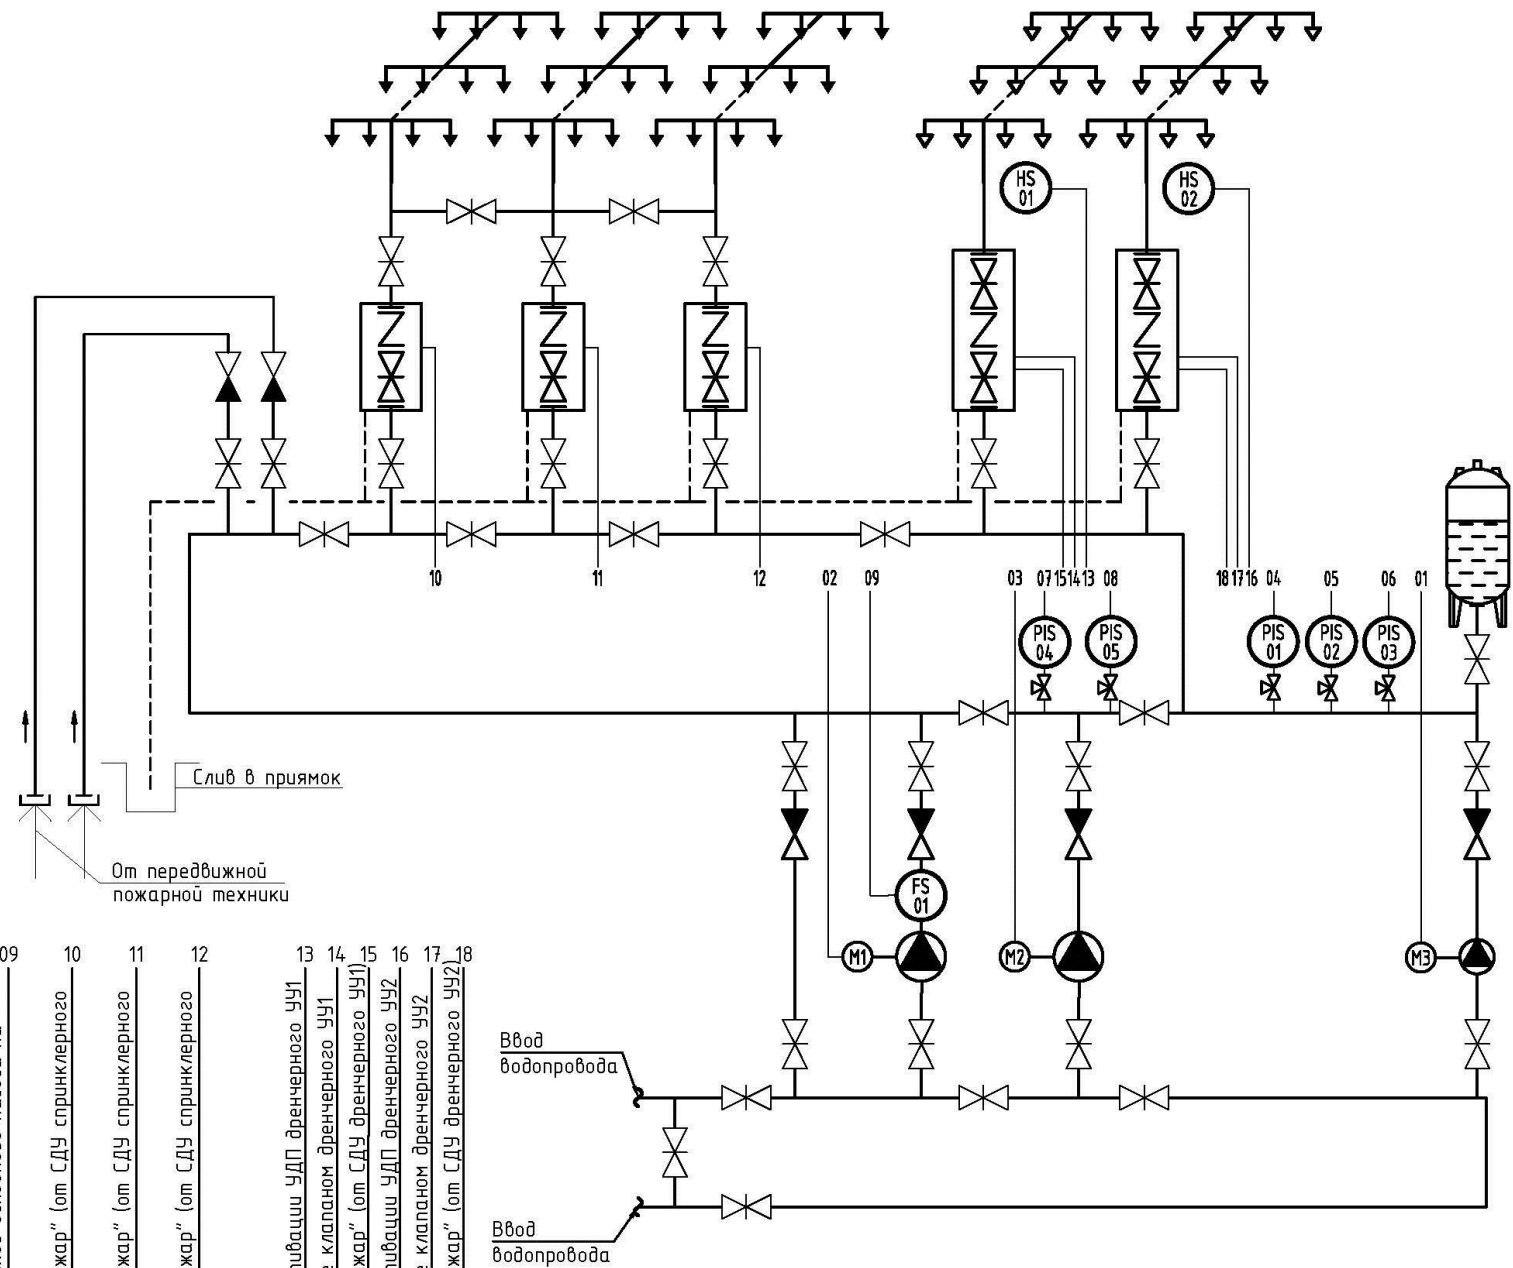 HS
01
HS
02
10
11
12
02
09
03
07
15
14
13
08
18
17
16
04
05
06
01
PIS
04
PIS
05
PIS
01
PIS
02
PIS
03
Слив в приямок
От передвижной
пожарной техники
FS
01
M1
M2
M3
09
10
11
12
13
14
15
16
17
18
жар" (от СДУ спринклерного
жар" (от СДУ спринклерного
жар" (от СДУ спринклерного
тивации УДП дренчерного УУ1
клапаном дренчерного УУ1
жар" (от СДУ дренчерного УУ1)
тивации УДП дренчерного УУ2
клапаном дренчерного УУ2
жар" (от СДУ дренчерного УУ2)
Ввод
водопровода
Ввод
водопровода